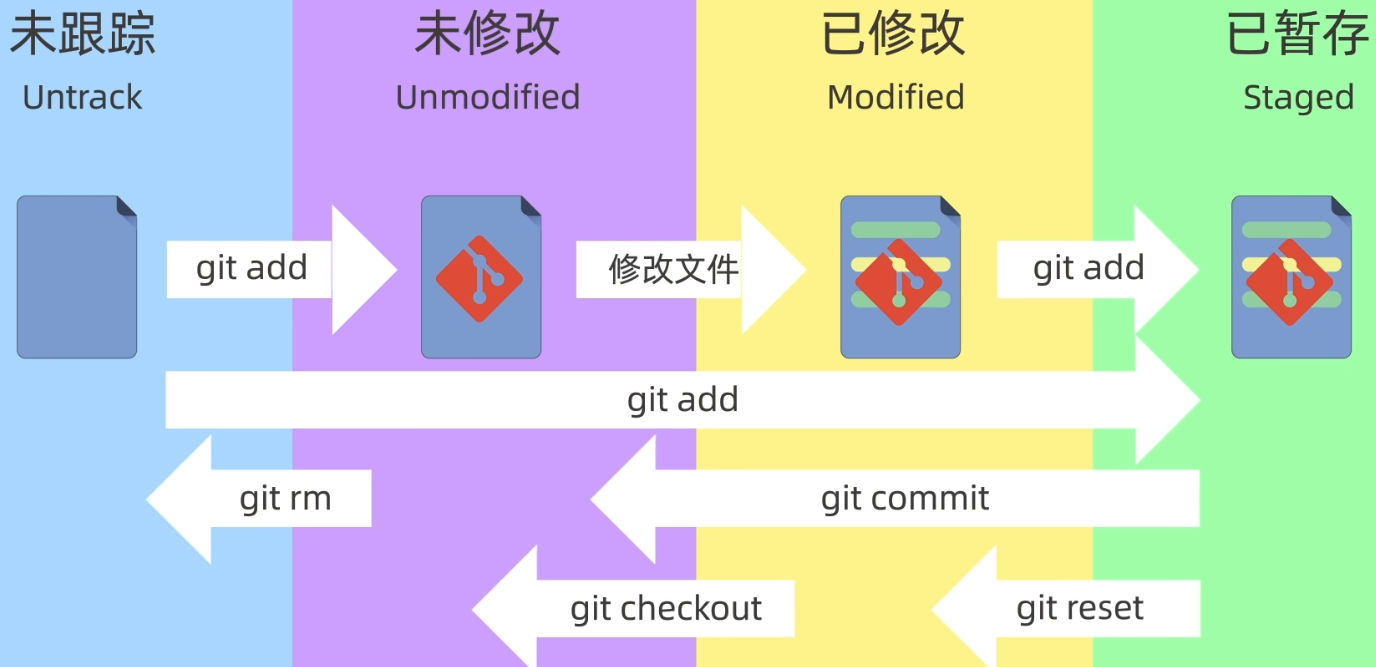 未跟踪
未修改
已修改
已暂存
Untrack
Unmodified
Modified
Staged
git add
修改文件
git add
git add
git rm
git commit
git checkout
git reset